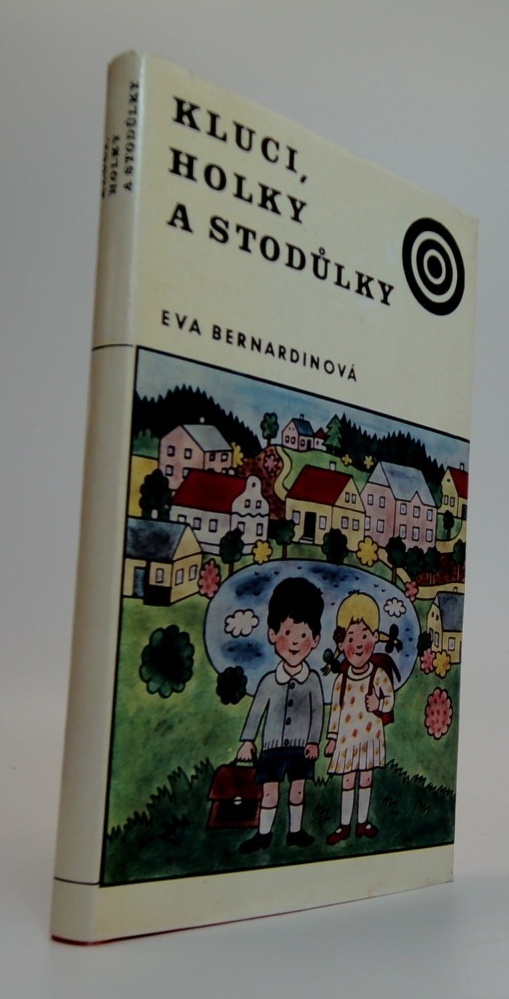 KLUCI,
HOLKY
A STODŮLKY
EVA BERNARDINOVÁ
KLUCI,
HOLKY
A STODŮLKY